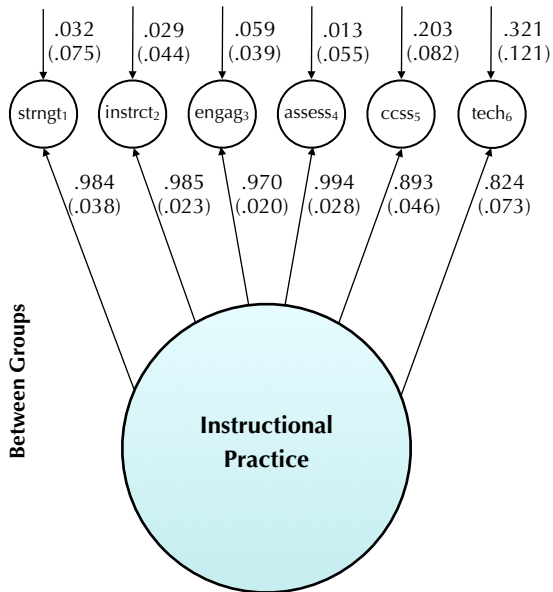 .032 .029 .059 .013 .203 .321
(.075) (.044) (.039) (.055) (.082) (.121)
strngt₁ instrct₂ engag₃ assess₄ ccss₅ tech₆
.984 .985 .970 .994 .893 .824
(.038) (.023) (.020) (.028) (.046) (.073)
Between Groups
Instructional
Practice